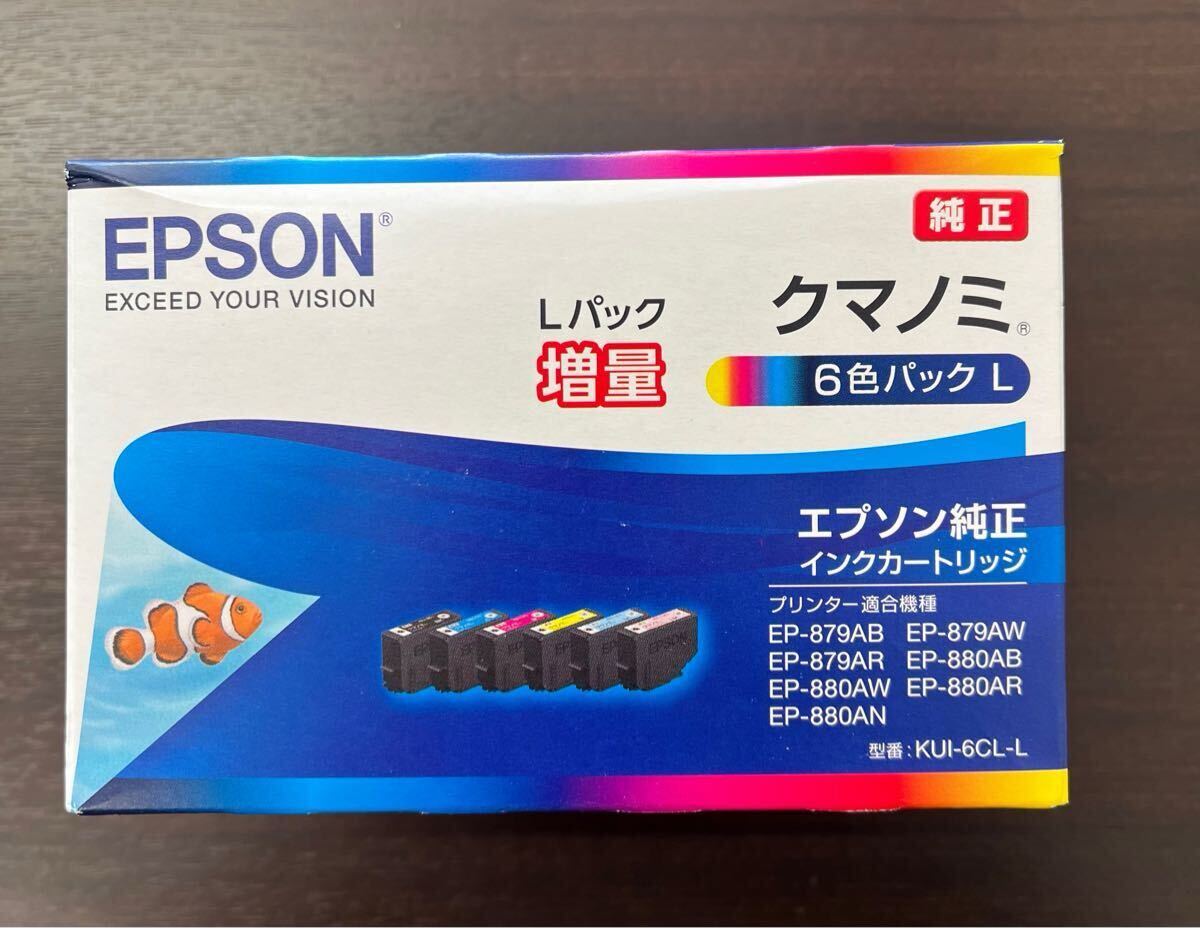 EPSON®
EXCEED YOUR VISION
純正
Lパック
増量
クマノミ®
6色パック L
エプソン純正
インクカートリッジ
プリンター適合機種
EP-879AB EP-879AW
EP-879AR EP-880AB
EP-880AW EP-880AR
EP-880AN
型番：KUI-6CL-L